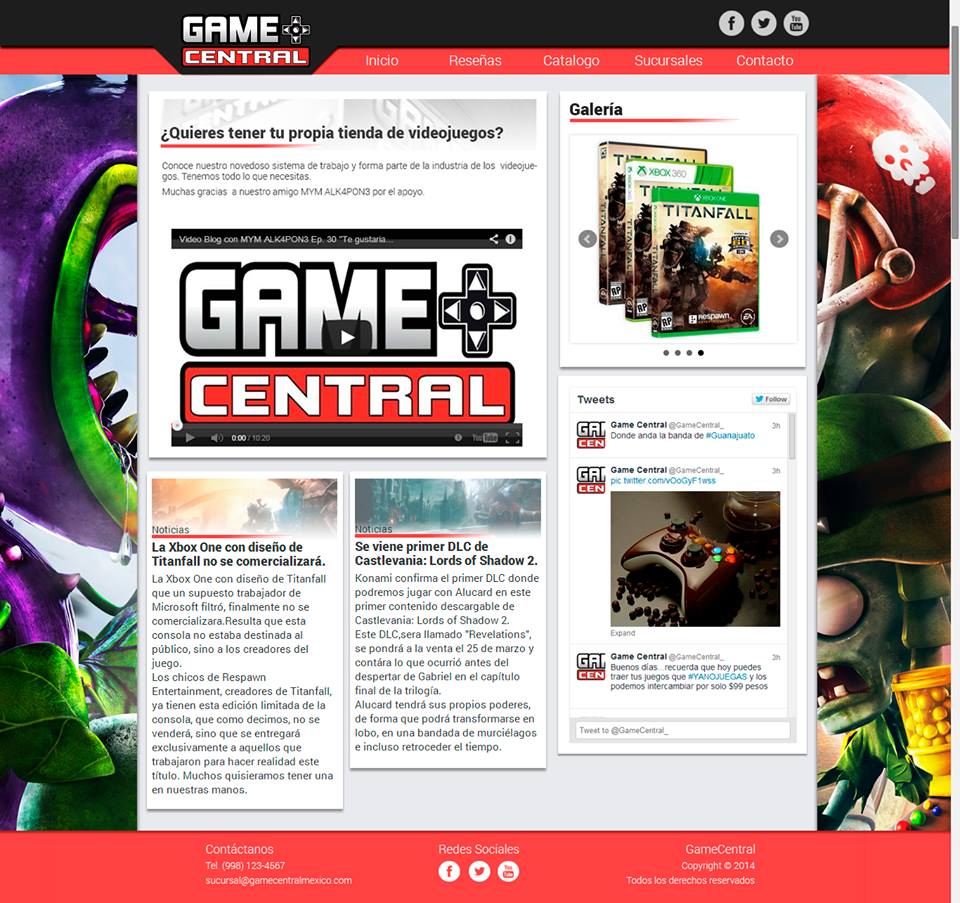 GAME
CENTRAL
Inicio Reseñas Catalogo Sucursales Contacto
¿Quieres tener tu propia tienda de videojuegos?
Conoce nuestro novedoso sistema de trabajo y forma parte de la industria de los videojue-
gos. Tenemos todo lo que necesitas.
Muchas gracias a nuestro amigo MYM ALK4PON3 por el apoyo.
Video Blog con MYM ALK4PON3 Ep. 30 "Te gustaria...
GAME
CENTRAL
0:00 / 10:20
YouTube
Noticias
La Xbox One con diseño de
Titanfall no se comercializará.
La Xbox One con diseño de Titanfall
que un supuesto trabajador de
Microsoft filtró, finalmente no se
comercializara.Resulta que esta
consola no estaba destinada al
público, sino a los creadores del
juego.
Los chicos de Respawn
Entertainment, creadores de Titanfall,
ya tienen esta edición limitada de la
consola, que como decimos, no se
venderá, sino que se entregará
exclusivamente a aquellos que
trabajaron para hacer realidad este
título. Muchos quisieramos tener una
en nuestras manos.
Noticias
Se viene primer DLC de
Castlevania: Lords of Shadow 2.
Konami confirma el primer DLC donde
podremos jugar con Alucard en este
primer contenido descargable de
Castlevania: Lords of Shadow 2.
Este DLC,sera llamado "Revelations",
se pondrá a la venta el 25 de marzo y
contára lo que ocurrió antes del
despertar de Gabriel en el capítulo
final de la trilogía.
Alucard tendrá sus propios poderes,
de forma que podrá transformarse en
lobo, en una bandada de murciélagos
e incluso retroceder el tiempo.
Galería
TITANFALL
XBOX 360
XBOX ONE
TITANFALL
RP
RP
RP
respawn
EA
Tweets Follow
Game Central @GameCentral_ 3h
Donde anda la banda de #Guanajuato
Game Central @GameCentral_ 3h
pic.twitter.com/vOoGyF1wss
Expand
Game Central @GameCentral_ 3h
Buenos días...recuerda que hoy puedes
traer tus juegos que #YANOJUEGAS y los
podemos intercambiar por solo $99 pesos
Tweet to @GameCentral_
Contáctanos
Tel. (998) 123-4567
sucursal@gamecentralmexico.com
Redes Sociales
GameCentral
Copyright © 2014
Todos los derechos reservados